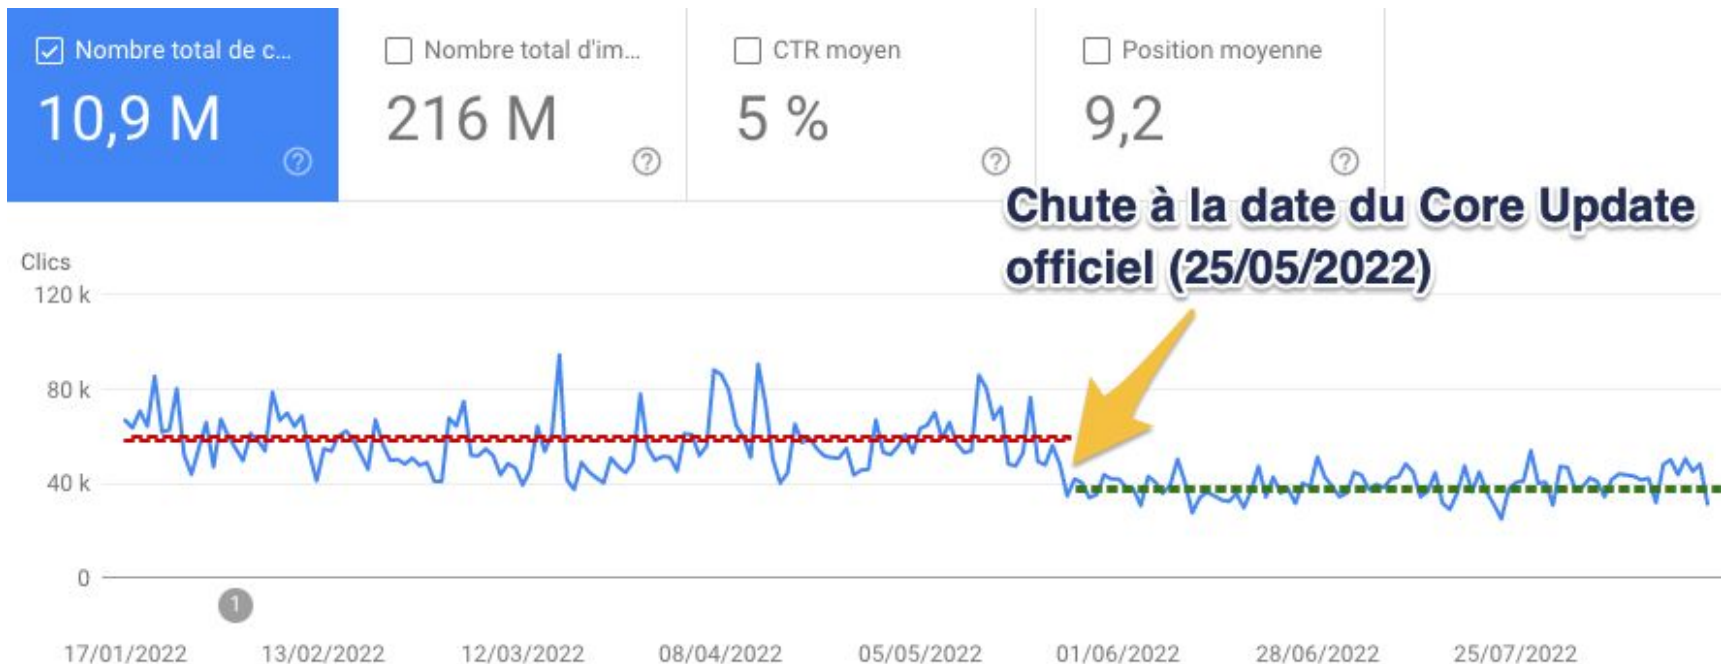 Nombre total de c...
Nombre total d'im...
CTR moyen
Position moyenne
10,9 M
216 M
5 %
9,2
Chute à la date du Core Update
officiel (25/05/2022)
Clics
120 k
80 k
40 k
0
1
17/01/2022
13/02/2022
12/03/2022
08/04/2022
05/05/2022
01/06/2022
28/06/2022
25/07/2022